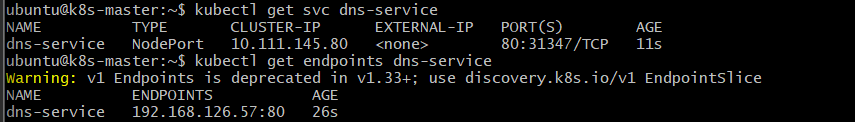 ubuntu@k8s-master:~$ kubectl get svc dns-service
NAME          TYPE       CLUSTER-IP      EXTERNAL-IP   PORT(S)        AGE
dns-service   NodePort   10.111.145.80   <none>        80:31347/TCP   11s
ubuntu@k8s-master:~$ kubectl get endpoints dns-service
Warning: v1 Endpoints is deprecated in v1.33+; use discovery.k8s.io/v1 EndpointSlice
NAME          ENDPOINTS           AGE
dns-service   192.168.126.57:80   26s